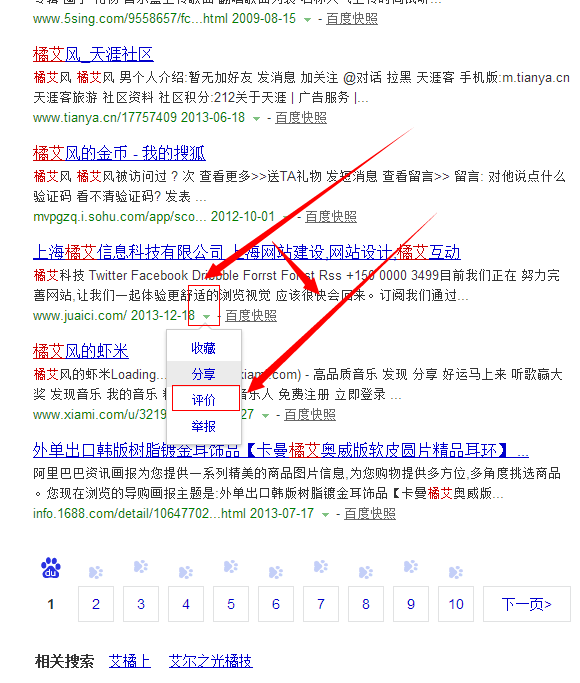 www.5sing.com/9558657/fc...html 2009-08-15 - 百度快照
橘艾风_天涯社区
橘艾风 橘艾风 男个人介绍:暂无加好友 发消息 加关注 @对话 拉黑 天涯客 手机版:m.tianya.cn
天涯客旅游 社区资料 社区积分:212关于天涯 | 广告服务 |...
www.tianya.cn/17757409 2013-06-18 - 百度快照
橘艾风的金币 - 我的搜狐
橘艾风 橘艾风被访问过 ? 次 查看更多>>送TA礼物 发短消息 查看留言>> 留言: 对他说点什么
验证码 看不清验证码? 发表 ...
mvpgzq.i.sohu.com/app/sco... 2012-10-01 - 百度快照
上海橘艾信息科技有限公司_上海网站建设,网站设计,橘艾互动
橘艾科技 Twitter Facebook Dribbble Forrst Forrst Rss +150 0000 3499目前我们正在 努力完
善网站,让我们一起体验更舒适的浏览视觉 应该很快会回来。订阅我们通过...
www.juaici.com/ 2013-12-18 - 百度快照
收藏
分享
评价
举报
橘艾风的虾米
橘艾风的虾米Loading... xiami.com) - 高品质音乐 发现 分享 好运马上来 听歌赢大
奖 发现音乐 我的音乐 音乐人 免费注册 立即登录 ...
www.xiami.com/u/3219 27 - 百度快照
外单出口韩版树脂镀金耳饰品【卡曼橘艾奥威版软皮圆片精品耳环】 ...
阿里巴巴资讯画报为您提供一系列精美的商品图片信息,为您购物提供多方位,多角度挑选商品
。您现在浏览的导购画报主题是:外单出口韩版树脂镀金耳饰品【卡曼橘艾奥威版...
info.1688.com/detail/10647702...html 2013-07-17 - 百度快照
du
1 2 3 4 5 6 7 8 9 10 下一页>
相关搜索 艾橘上 艾尔之光橘技